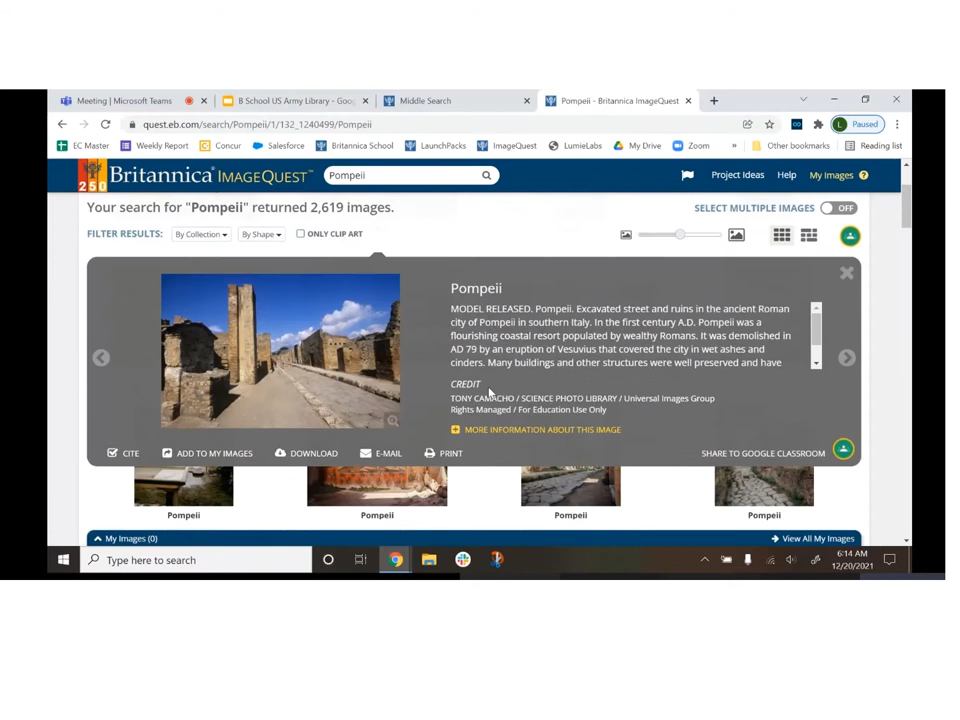 Meeting | Microsoft Teams
B School US Army Library - Goo
Middle Search
Pompeii - Britannica ImageQuest
quest.eb.com/search/Pompeii/1/132_1240499/Pompeii
L Paused
EC Master
Weekly Report
Concur
Salesforce
Britannica School
LaunchPacks
ImageQuest
LumieLabs
My Drive
Zoom
»
Other bookmarks
Reading list
250
Britannica® IMAGEQUEST™
Pompeii
Project Ideas
Help
My Images
Your search for "Pompeii" returned 2,619 images.
SELECT MULTIPLE IMAGES OFF
FILTER RESULTS:
By Collection
By Shape
ONLY CLIP ART
Pompeii
MODEL RELEASED. Pompeii. Excavated street and ruins in the ancient Roman
city of Pompeii in southern Italy. In the first century A.D. Pompeii was a
flourishing coastal resort populated by wealthy Romans. It was demolished in
AD 79 by an eruption of Vesuvius that covered the city in wet ashes and
cinders. Many buildings and other structures were well preserved and have
CREDIT
TONY CAMACHO / SCIENCE PHOTO LIBRARY / Universal Images Group
Rights Managed / For Education Use Only
MORE INFORMATION ABOUT THIS IMAGE
CITE
ADD TO MY IMAGES
DOWNLOAD
E-MAIL
PRINT
SHARE TO GOOGLE CLASSROOM
Pompeii
Pompeii
Pompeii
Pompeii
My Images (0)
View All My Images
Type here to search
6:14 AM
12/20/2021